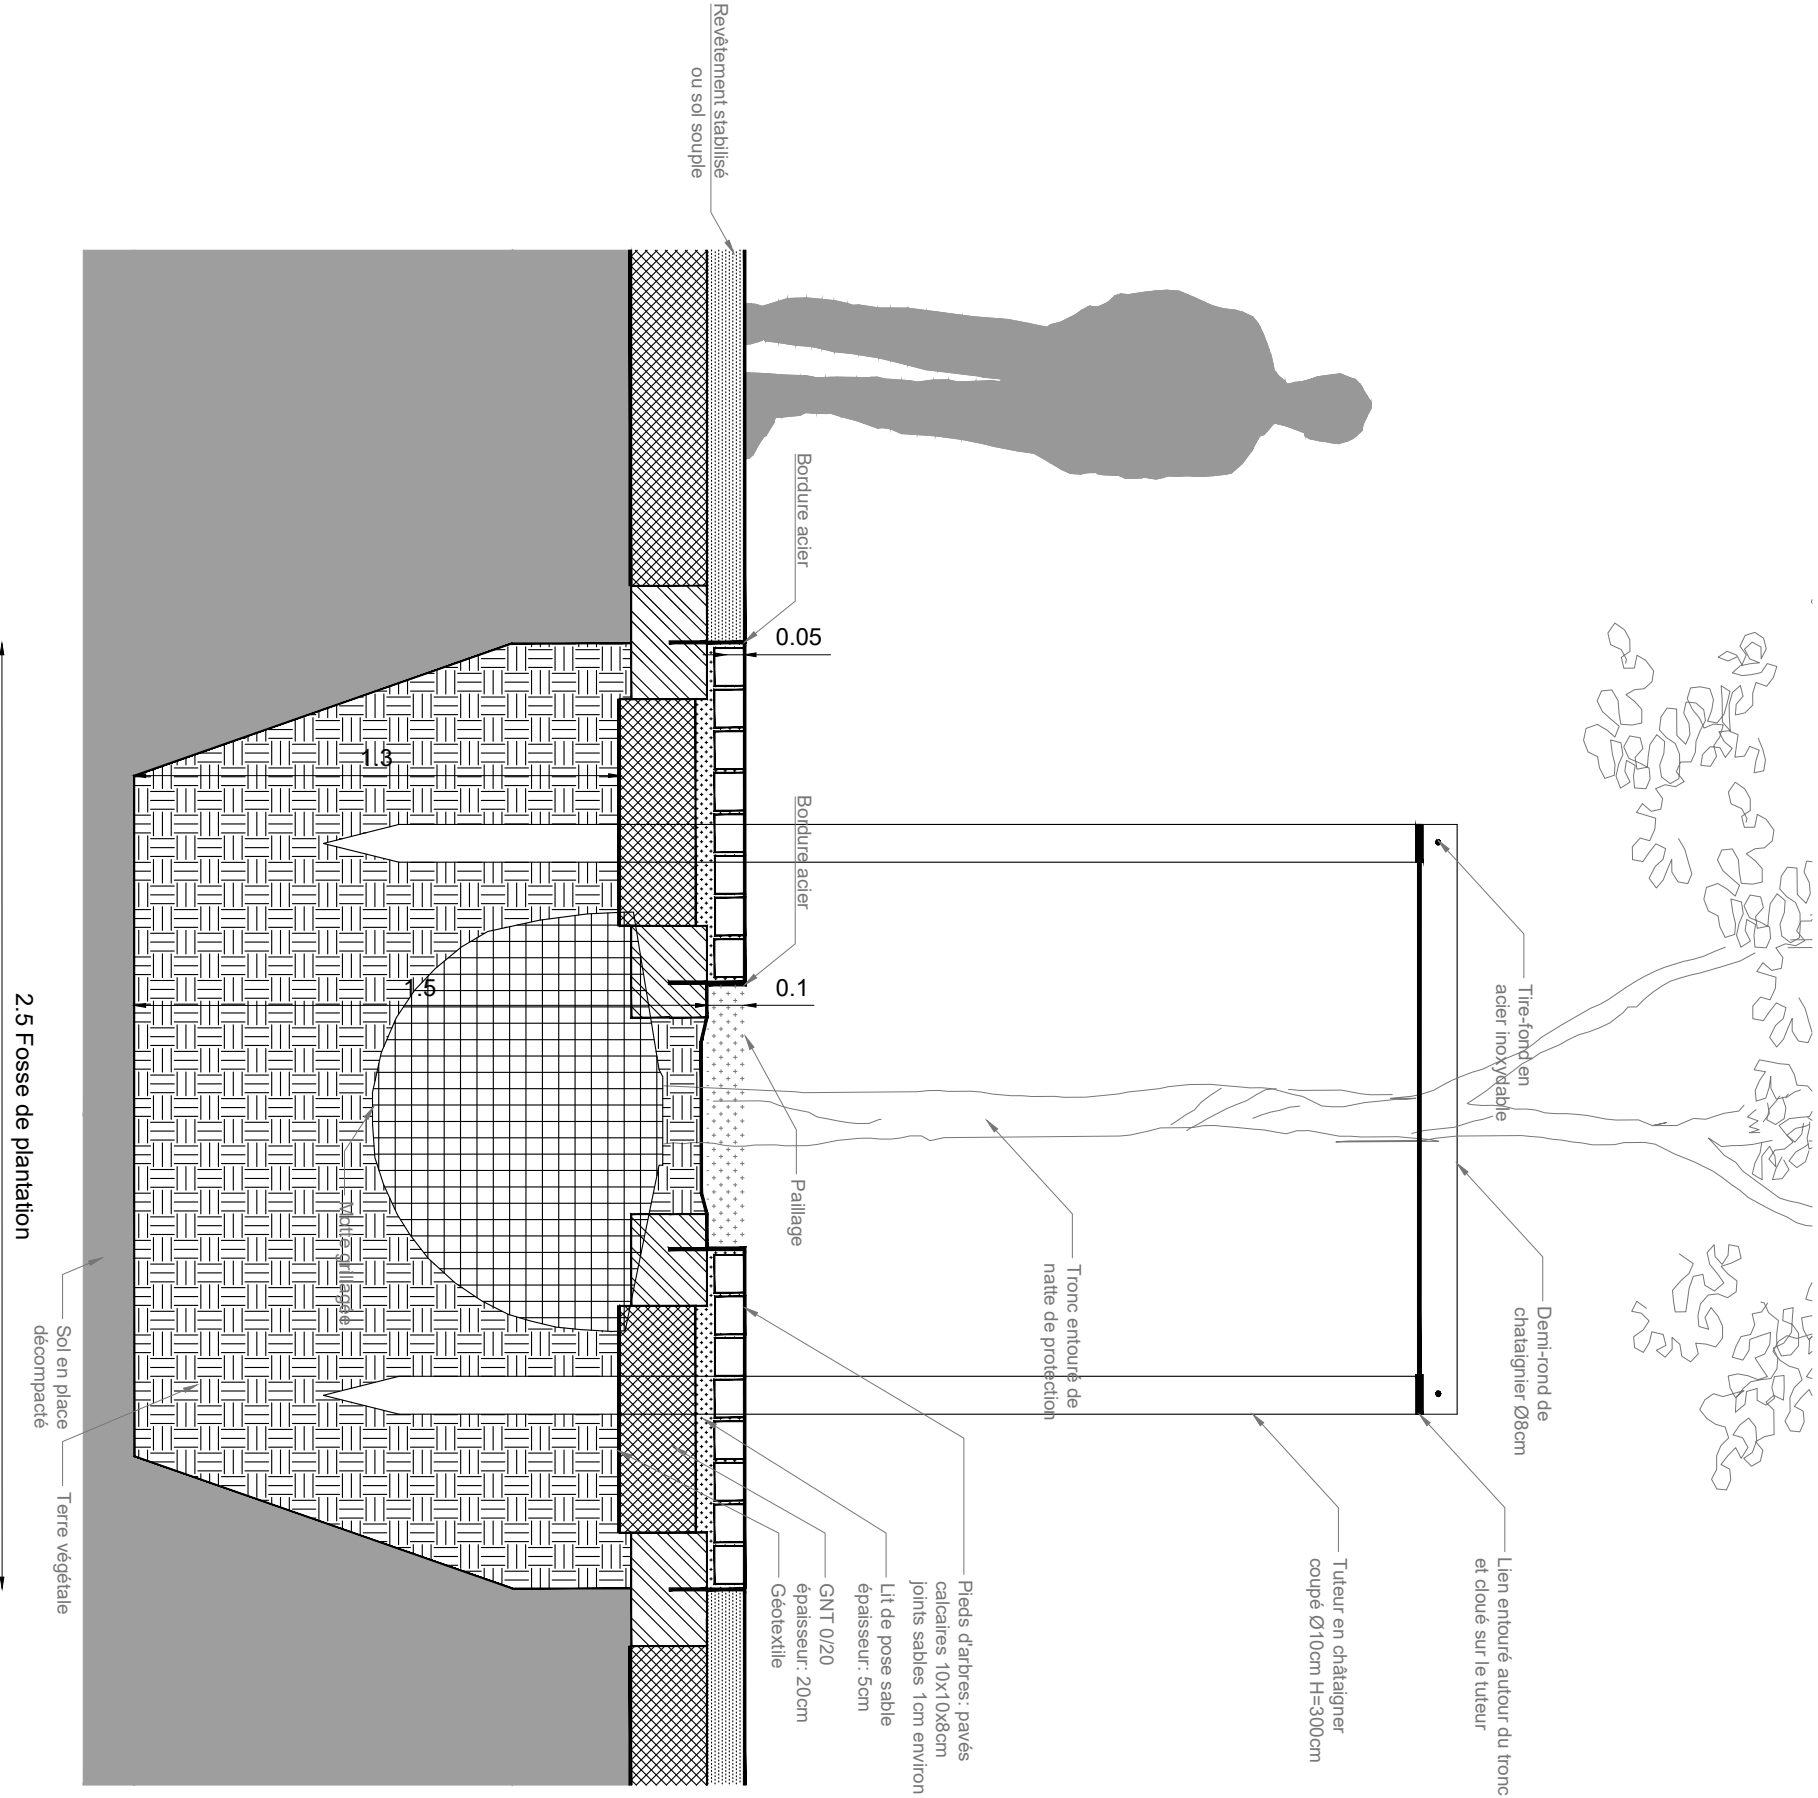 Tire-fond en
acier inoxydable
Demi-rond de
chataignier Ø8cm
Lien entouré autour du tronc
et cloué sur le tuteur
Tuteur en châtaigner
coupé Ø10cm H=300cm
Tronc entouré de
natte de protection
Pieds d'arbres: pavés
calcaires 10x10x8cm
joints sables 1cm environ
Lit de pose sable
épaisseur: 5cm
GNT 0/20
épaisseur: 20cm
Géotextile
Revêtement stabilisé
ou sol souple
Bordure acier
0.05
Bordure acier
0.1
Paillage
1.3
1.5
Motte grillagée
Sol en place
décompacté
Terre végétale
2.5 Fosse de plantation